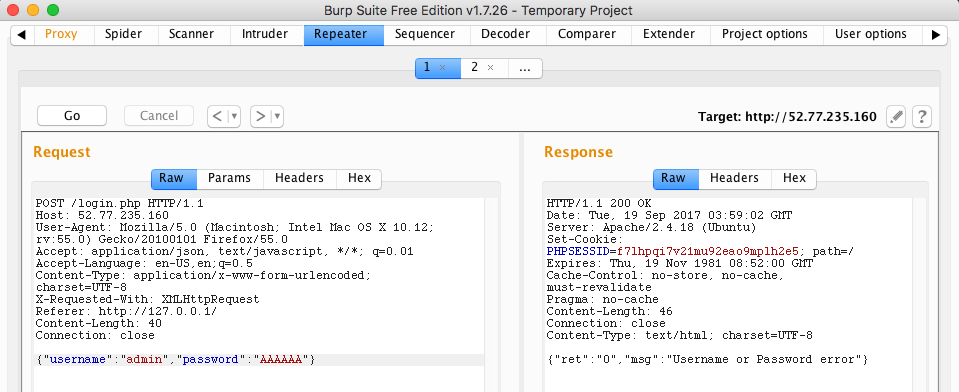 Burp Suite Free Edition v1.7.26 - Temporary Project
Proxy Spider Scanner Intruder Repeater Sequencer Decoder Comparer Extender Project options User options
1 × 2 × ...
Go Cancel < > Target: http://52.77.235.160 ?
Request
Raw Params Headers Hex
POST /login.php HTTP/1.1
Host: 52.77.235.160
User-Agent: Mozilla/5.0 (Macintosh; Intel Mac OS X 10.12;
rv:55.0) Gecko/20100101 Firefox/55.0
Accept: application/json, text/javascript, */*; q=0.01
Accept-Language: en-US,en;q=0.5
Content-Type: application/x-www-form-urlencoded;
charset=UTF-8
X-Requested-With: XMLHttpRequest
Referer: http://127.0.0.1/
Content-Length: 40
Connection: close
{"username":"admin","password":"AAAAAA"}
Response
Raw Headers Hex
HTTP/1.1 200 OK
Date: Tue, 19 Sep 2017 03:59:02 GMT
Server: Apache/2.4.18 (Ubuntu)
Set-Cookie:
PHPSESSID=f7lhpqi7v21mu92eao9mplh2e5; path=/
Expires: Thu, 19 Nov 1981 08:52:00 GMT
Cache-Control: no-store, no-cache,
must-revalidate
Pragma: no-cache
Content-Length: 46
Connection: close
Content-Type: text/html; charset=UTF-8
{"ret":"0","msg":"Username or Password error"}